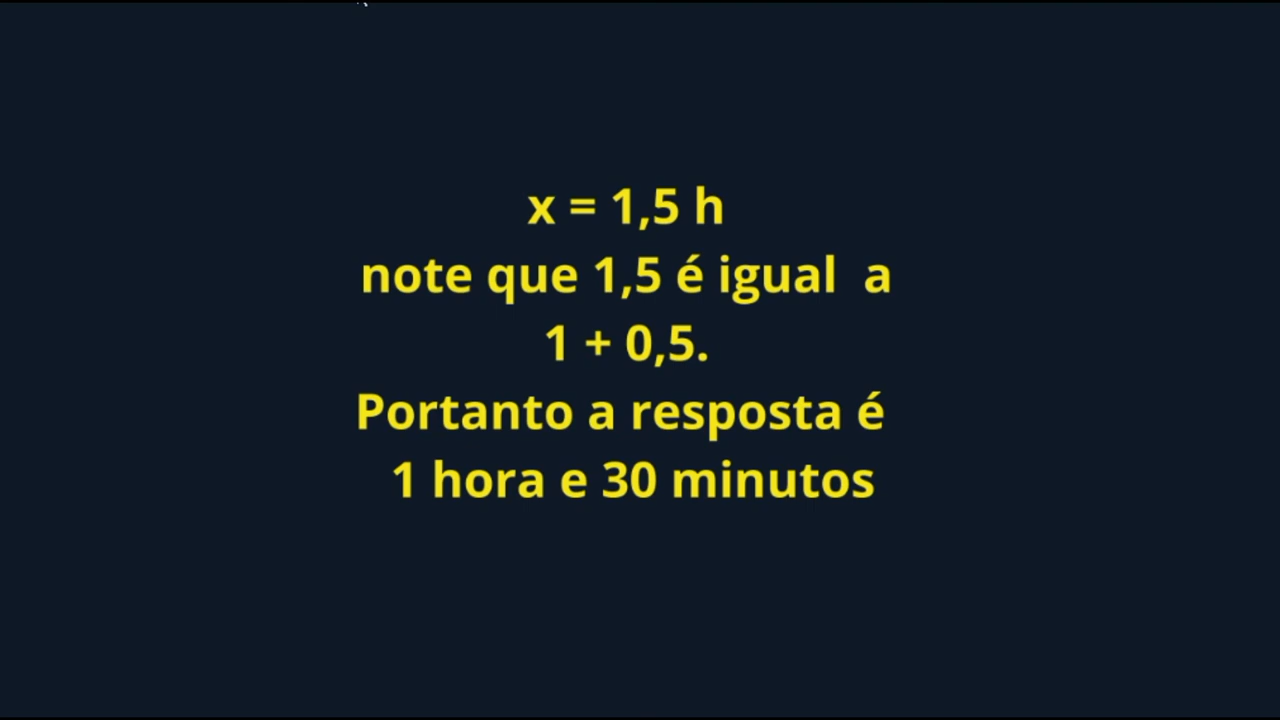 x = 1,5 h
note que 1,5 é igual a
1 + 0,5.
Portanto a resposta é
1 hora e 30 minutos